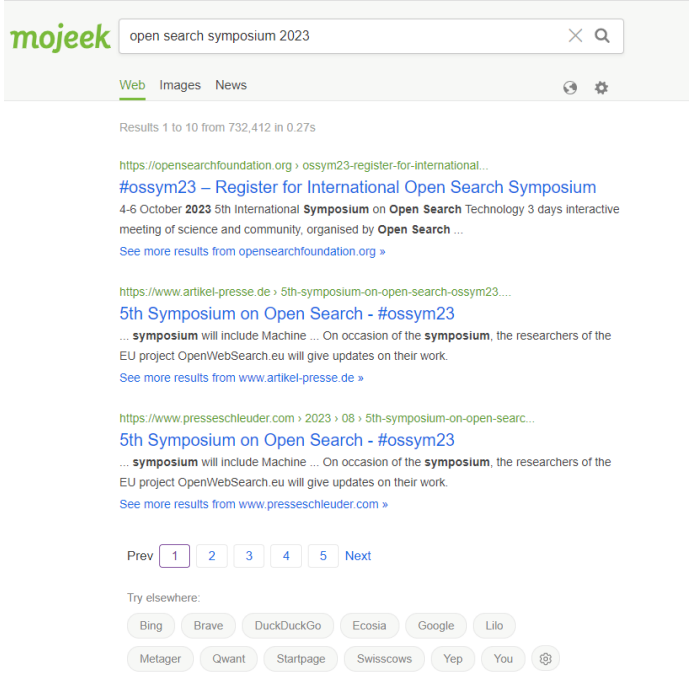 mojeek
open search symposium 2023
Web Images News
Results 1 to 10 from 732,412 in 0.27s
https://opensearchfoundation.org › ossym23-register-for-international...
#ossym23 – Register for International Open Search Symposium
4-6 October 2023 5th International Symposium on Open Search Technology 3 days interactive
meeting of science and community, organised by Open Search ...
See more results from opensearchfoundation.org »
https://www.artikel-presse.de › 5th-symposium-on-open-search-ossym23....
5th Symposium on Open Search - #ossym23
... symposium will include Machine ... On occasion of the symposium, the researchers of the
EU project OpenWebSearch.eu will give updates on their work.
See more results from www.artikel-presse.de »
https://www.presseschleuder.com › 2023 › 08 › 5th-symposium-on-open-searc...
5th Symposium on Open Search - #ossym23
... symposium will include Machine ... On occasion of the symposium, the researchers of the
EU project OpenWebSearch.eu will give updates on their work.
See more results from www.presseschleuder.com »
Prev 1 2 3 4 5 Next
Try elsewhere:
Bing Brave DuckDuckGo Ecosia Google Lilo
Metager Qwant Startpage Swisscows Yep You